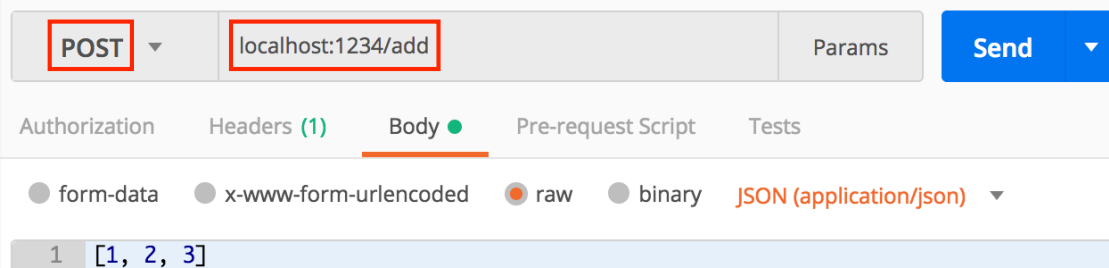 POST localhost:1234/add Params Send
Authorization Headers (1) Body Pre-request Script Tests
form-data x-www-form-urlencoded raw binary JSON (application/json)
1 [1, 2, 3]